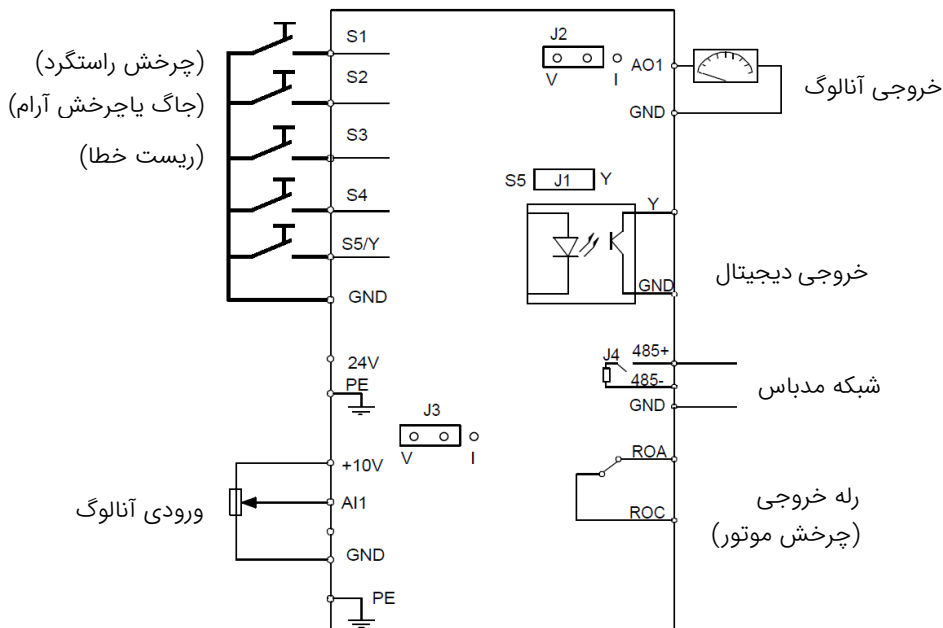 S1
(چرخش راستگرد)
S2
(جاگ یاچرخش آرام)
S3
(ریست خطا)
S4
S5/Y
GND
24V
PE
J3
V I
+10V
AI1
ورودی آنالوگ
GND
PE
J2
V I
AO1
خروجی آنالوگ
GND
S5 J1 Y
Y
خروجی دیجیتال
GND
J4 485+
485-
شبکه مدباس
GND
ROA
رله خروجی
ROC
(چرخش موتور)